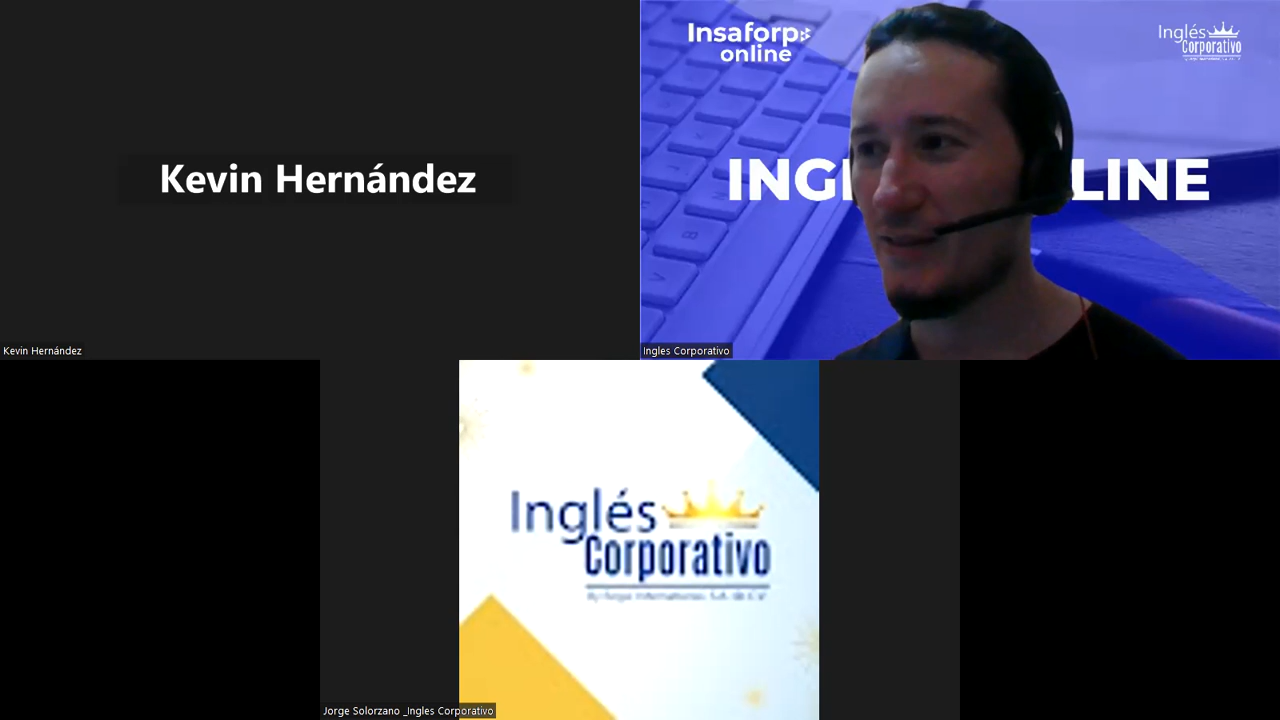 Kevin Hernández
Kevin Hernández
Insaforp
online
Inglés
Corporativo
INGL
LINE
Ingles Corporativo
Inglés
Corporativo
Jorge Solorzano _Ingles Corporativo